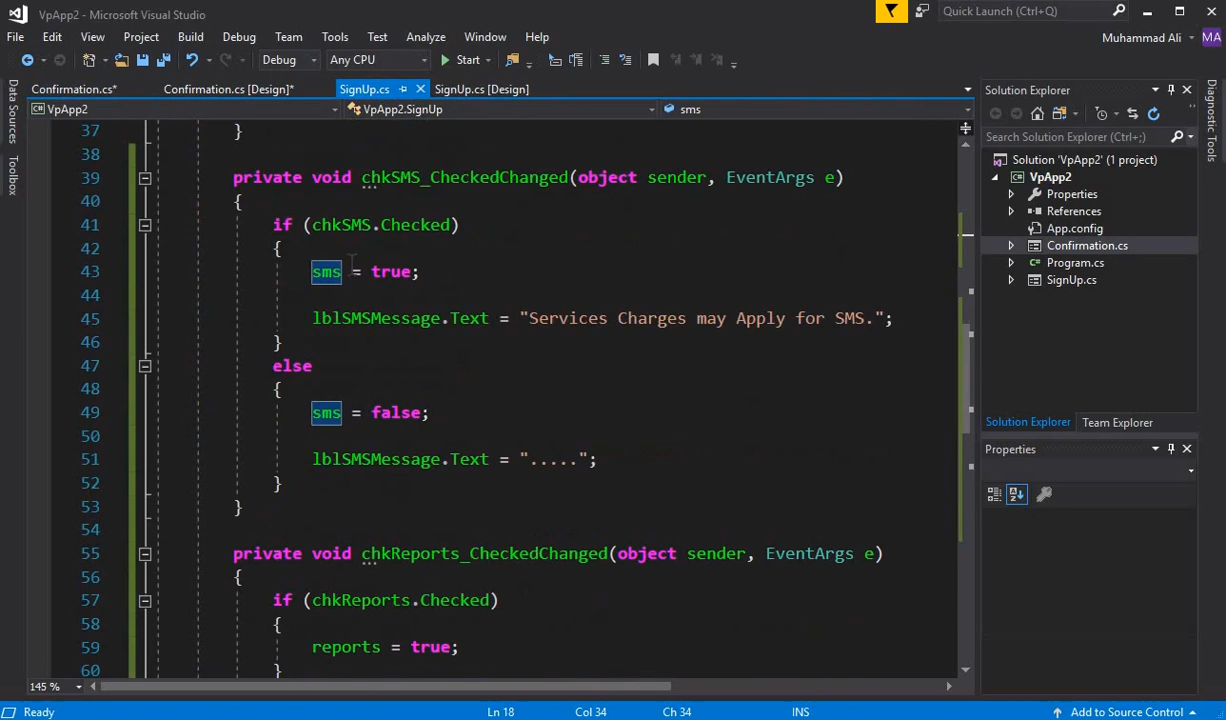 VpApp2 - Microsoft Visual Studio
Quick Launch (Ctrl+Q)
File Edit View Project Build Debug Team Tools Test Analyze Window Help
Muhammad Ali MA
Debug Any CPU Start
Data Sources
Toolbox
Confirmation.cs* Confirmation.cs [Design]* SignUp.cs SignUp.cs [Design]
VpApp2 VpApp2.SignUp sms
37 }
38
39 private void chkSMS_CheckedChanged(object sender, EventArgs e)
40 {
41 if (chkSMS.Checked)
42 {
43 sms = true;
44
45 lblSMSMessage.Text = "Services Charges may Apply for SMS.";
46 }
47 else
48 {
49 sms = false;
50
51 lblSMSMessage.Text = ".....";
52 }
53 }
54
55 private void chkReports_CheckedChanged(object sender, EventArgs e)
56 {
57 if (chkReports.Checked)
58 {
59 reports = true;
60 }
145 %
Solution Explorer
Search Solution Explorer (Ctrl+;)
Solution 'VpApp2' (1 project)
VpApp2
Properties
References
App.config
Confirmation.cs
Program.cs
SignUp.cs
Solution Explorer Team Explorer
Properties
Diagnostic Tools
Ready Ln 18 Col 34 Ch 34 INS Add to Source Control